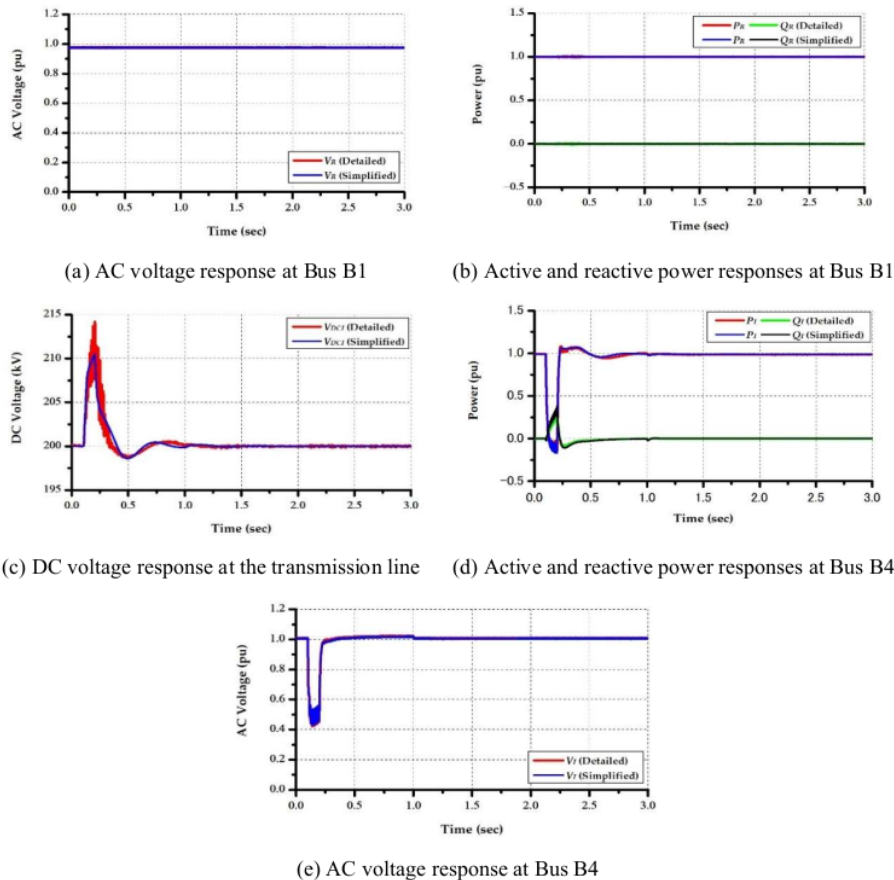 1.2
1.0
0.8
0.6
0.4
0.2
0.0
AC Voltage (pu)
VR (Detailed)
VR (Simplified)
0.0 0.5 1.0 1.5 2.0 2.5 3.0
Time (sec)
(a) AC voltage response at Bus B1
1.5
1.0
0.5
0.0
−0.5
Power (pu)
PR QR (Detailed)
PR QR (Simplified)
0.0 0.5 1.0 1.5 2.0 2.5 3.0
Time (sec)
(b) Active and reactive power responses at Bus B1
215
210
205
200
195
DC Voltage (kV)
VDCI (Detailed)
VDCI (Simplified)
0.0 0.5 1.0 1.5 2.0 2.5 3.0
Time (sec)
(c) DC voltage response at the transmission line
1.5
1.0
0.5
0.0
−0.5
Power (pu)
PI QI (Detailed)
PI QI (Simplified)
0.0 0.5 1.0 1.5 2.0 2.5 3.0
Time (sec)
(d) Active and reactive power responses at Bus B4
1.2
1.0
0.8
0.6
0.4
0.2
0.0
AC Voltage (pu)
VI (Detailed)
VI (Simplified)
0.0 0.5 1.0 1.5 2.0 2.5 3.0
Time (sec)
(e) AC voltage response at Bus B4